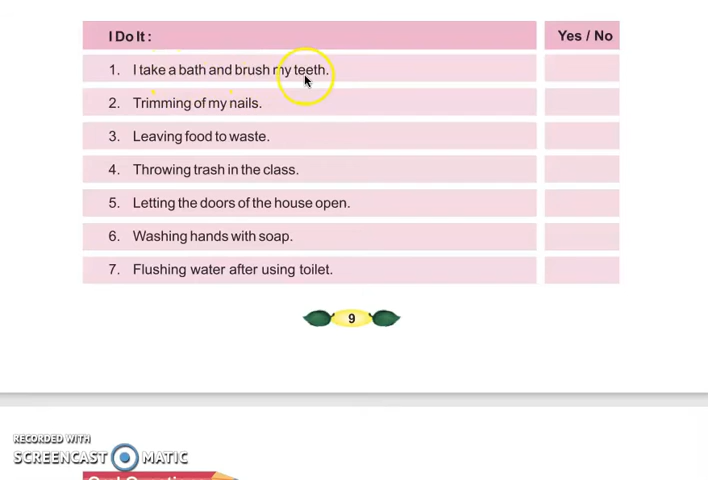 I Do It :
Yes / No
1. I take a bath and brush my teeth.
2. Trimming of my nails.
3. Leaving food to waste.
4. Throwing trash in the class.
5. Letting the doors of the house open.
6. Washing hands with soap.
7. Flushing water after using toilet.
9
RECORDED WITH
SCREENCAST MATIC
Oral Questions